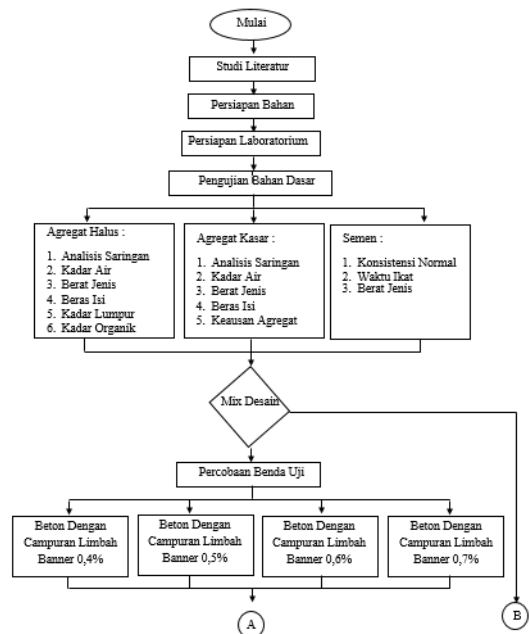 Mulai
Studi Literatur
Persiapan Bahan
Persiapan Laboratorium
Pengujian Bahan Dasar
Agregat Halus :
1. Analisis Saringan
2. Kadar Air
3. Berat Jenis
4. Beras Isi
5. Kadar Lumpur
6. Kadar Organik
Agregat Kasar :
1. Analisis Saringan
2. Kadar Air
3. Berat Jenis
4. Beras Isi
5. Keausan Agregat
Semen :
1. Konsistensi Normal
2. Waktu Ikat
3. Berat Jenis
Mix Desain
Percobaan Benda Uji
Beton Dengan
Campuran Limbah
Banner 0,4%
Beton Dengan
Campuran Limbah
Banner 0,5%
Beton Dengan
Campuran Limbah
Banner 0,6%
Beton Dengan
Campuran Limbah
Banner 0,7%
A
B